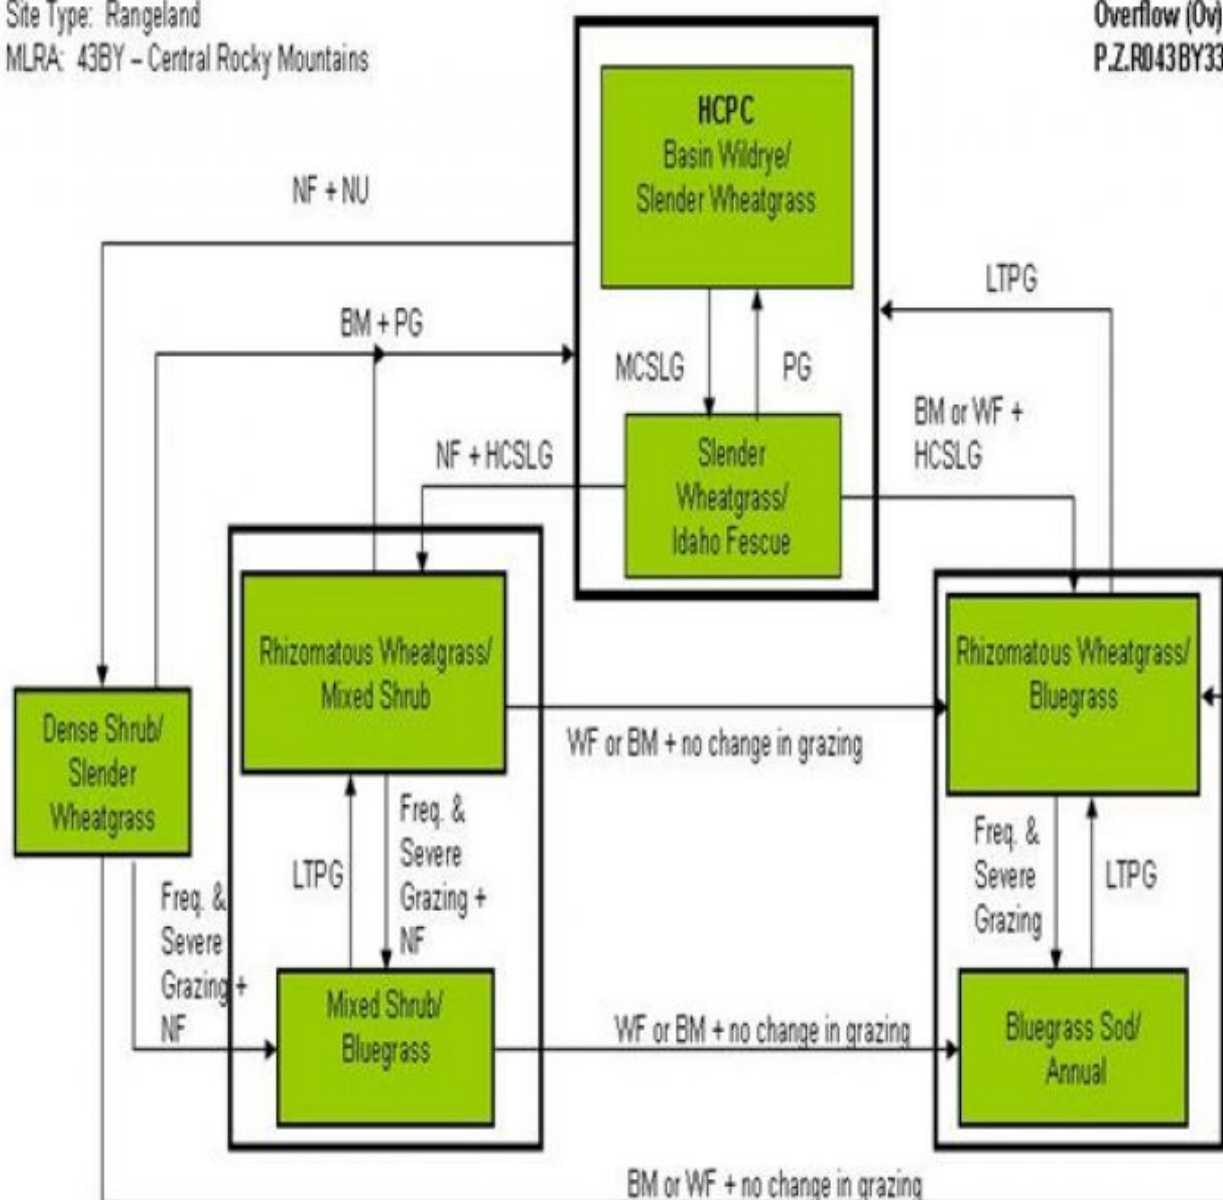 Site Type: Rangeland
MLRA: 43BY – Central Rocky Mountains
Overflow (Ov)
P.Z.R043BY33
HCPC
Basin Wildrye/
Slender Wheatgrass
NF + NU
LTPG
BM + PG
MCSLG
PG
BM or WF +
HCSLG
NF + HCSLG
Slender
Wheatgrass/
Idaho Fescue
Rhizomatous Wheatgrass/
Mixed Shrub
Rhizomatous Wheatgrass/
Bluegrass
Dense Shrub/
Slender
Wheatgrass
WF or BM + no change in grazing
LTPG
Freq. &
Severe
Grazing +
NF
Freq. &
Severe
Grazing
LTPG
Freq. &
Severe
Grazing +
NF
Mixed Shrub/
Bluegrass
WF or BM + no change in grazing
Bluegrass Sod/
Annual
BM or WF + no change in grazing